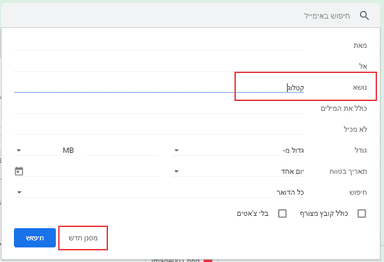 חיפוש באימייל
מאת
אל
נושא קטלוג
כולל את המילים
לא מכיל
גודל גדול מ- MB
תאריך בטווח יום אחד
חיפוש כל הדואר
כולל קובץ מצורף בלי צ'אטים
מסנן חדש חיפוש